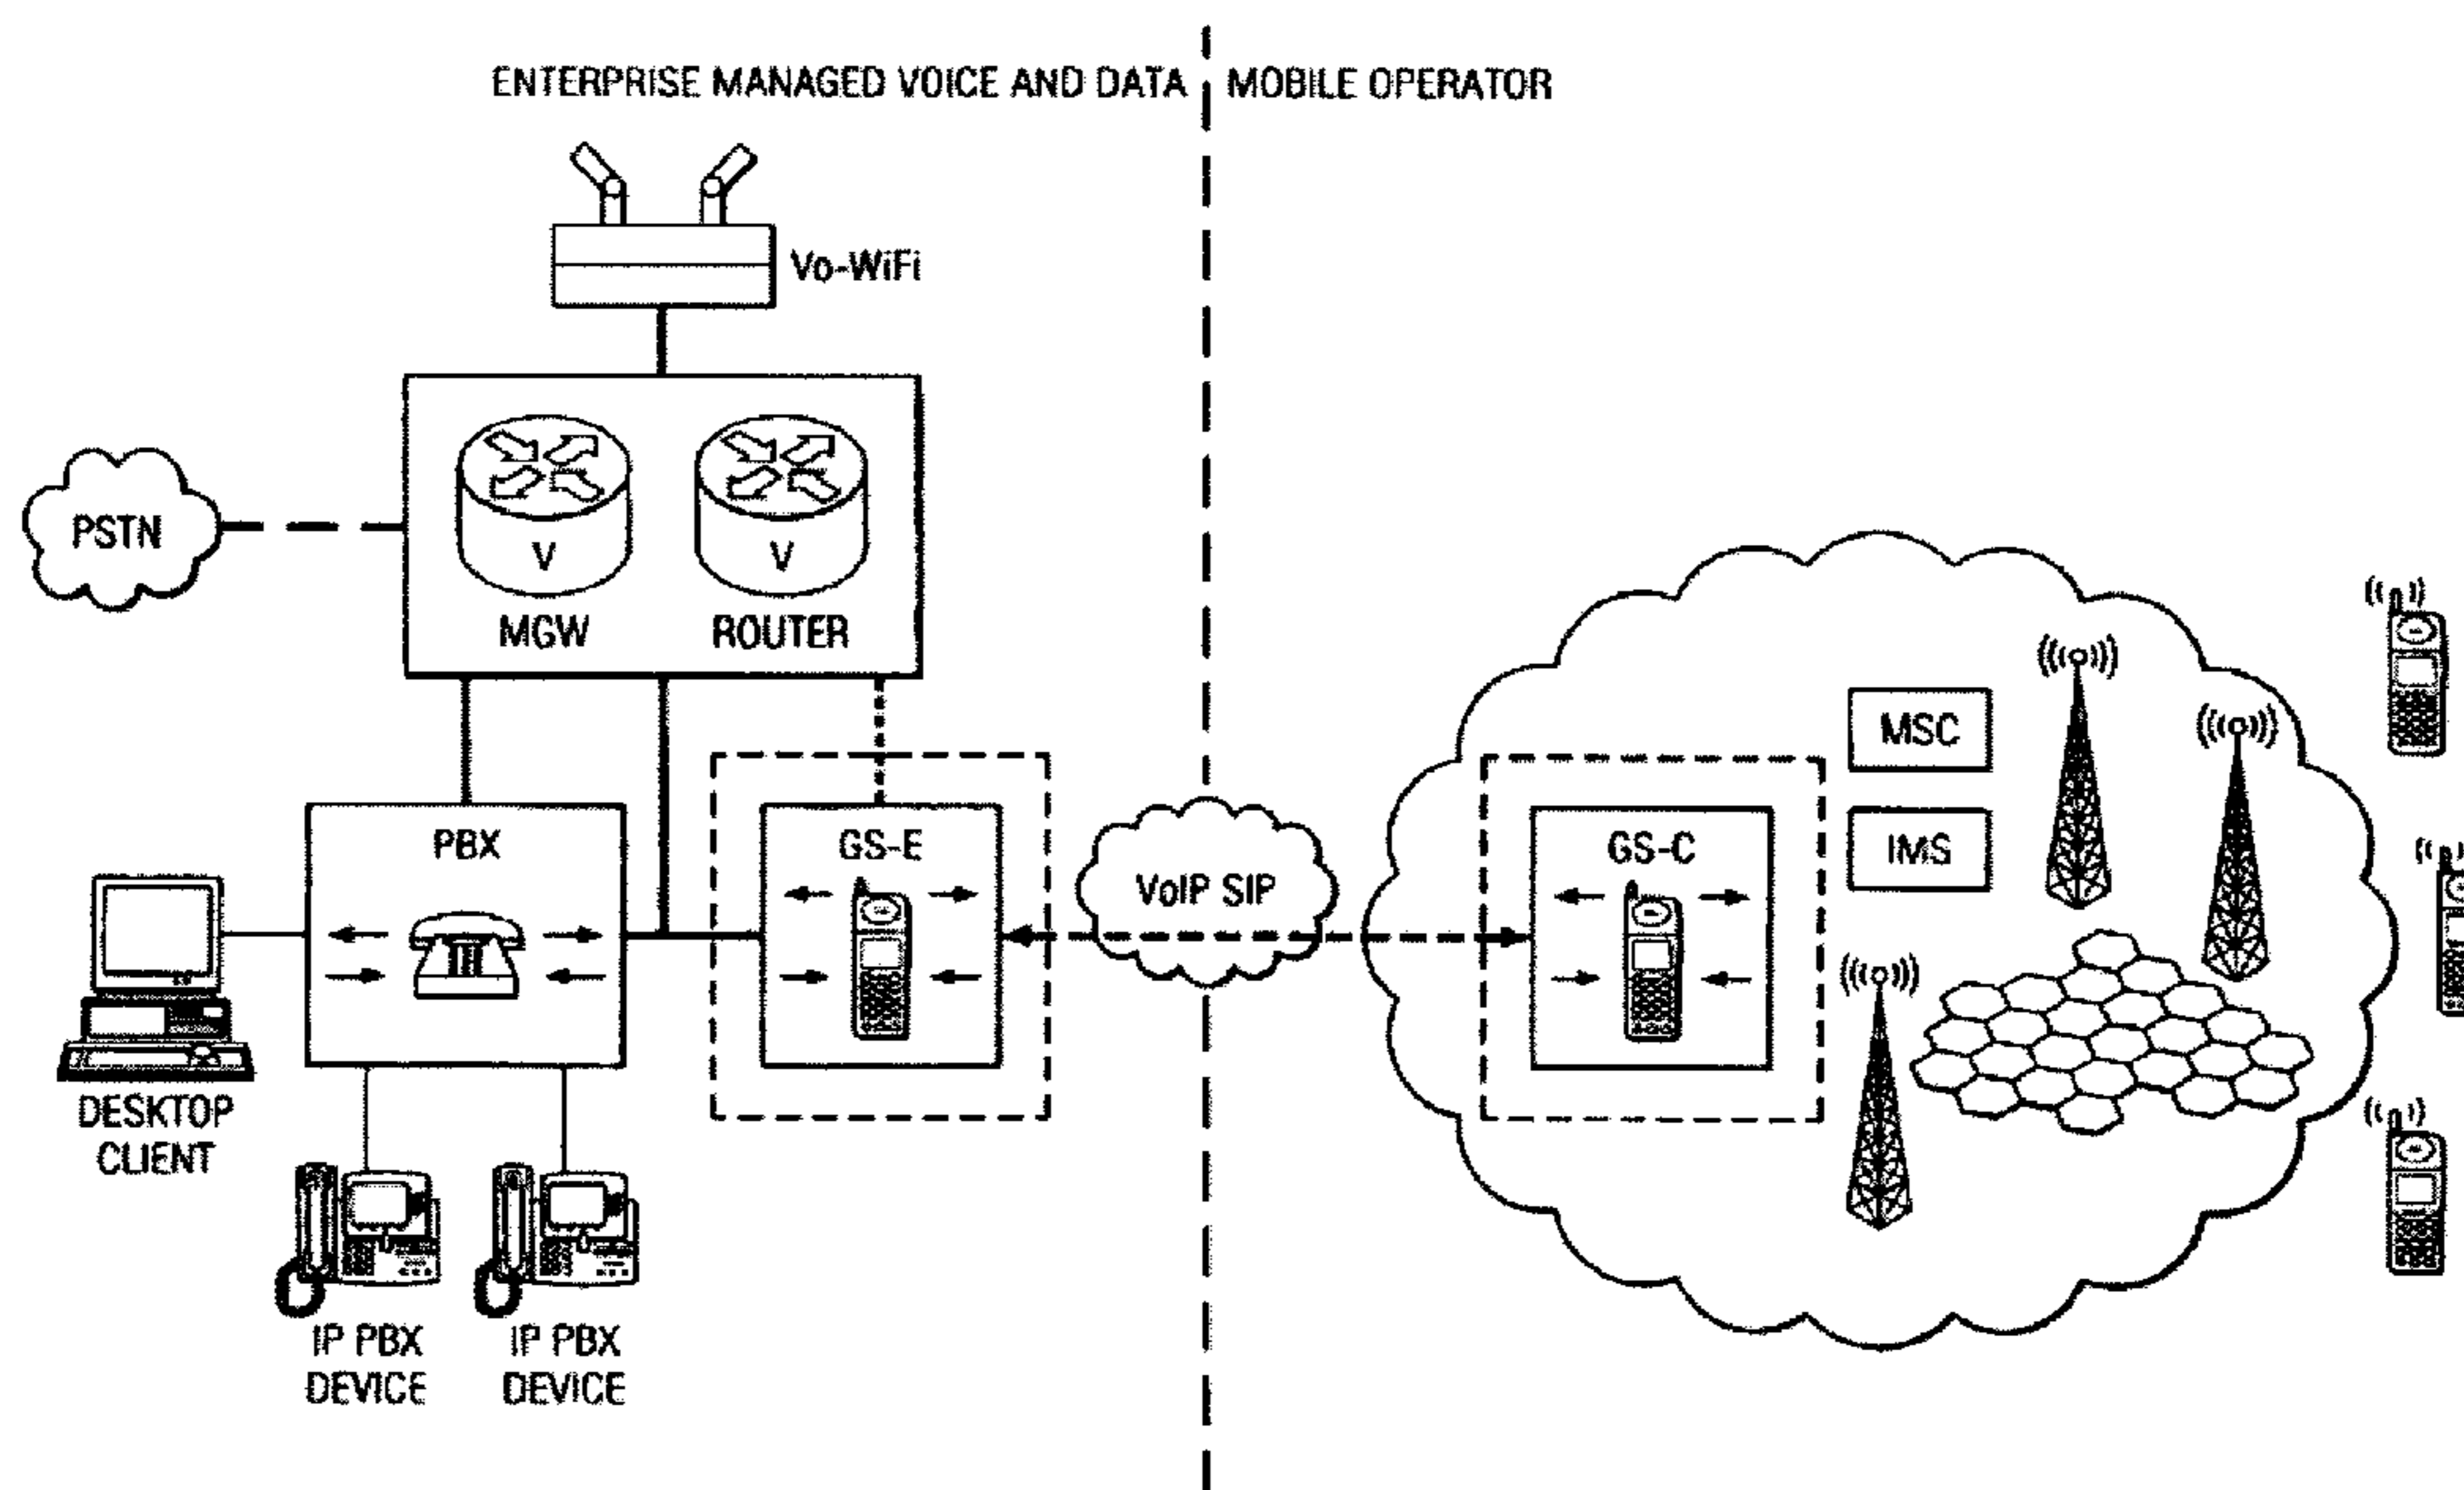 ENTERPRISE MANAGED VOICE AND DATA
MOBILE OPERATOR
Vo-WiFi
PSTN
V
V
MGW
ROUTER
PBX
GS-E
VoIP SIP
GS-C
MSC
IMS
DESKTOP
CLIENT
IP PBX
DEVICE
IP PBX
DEVICE